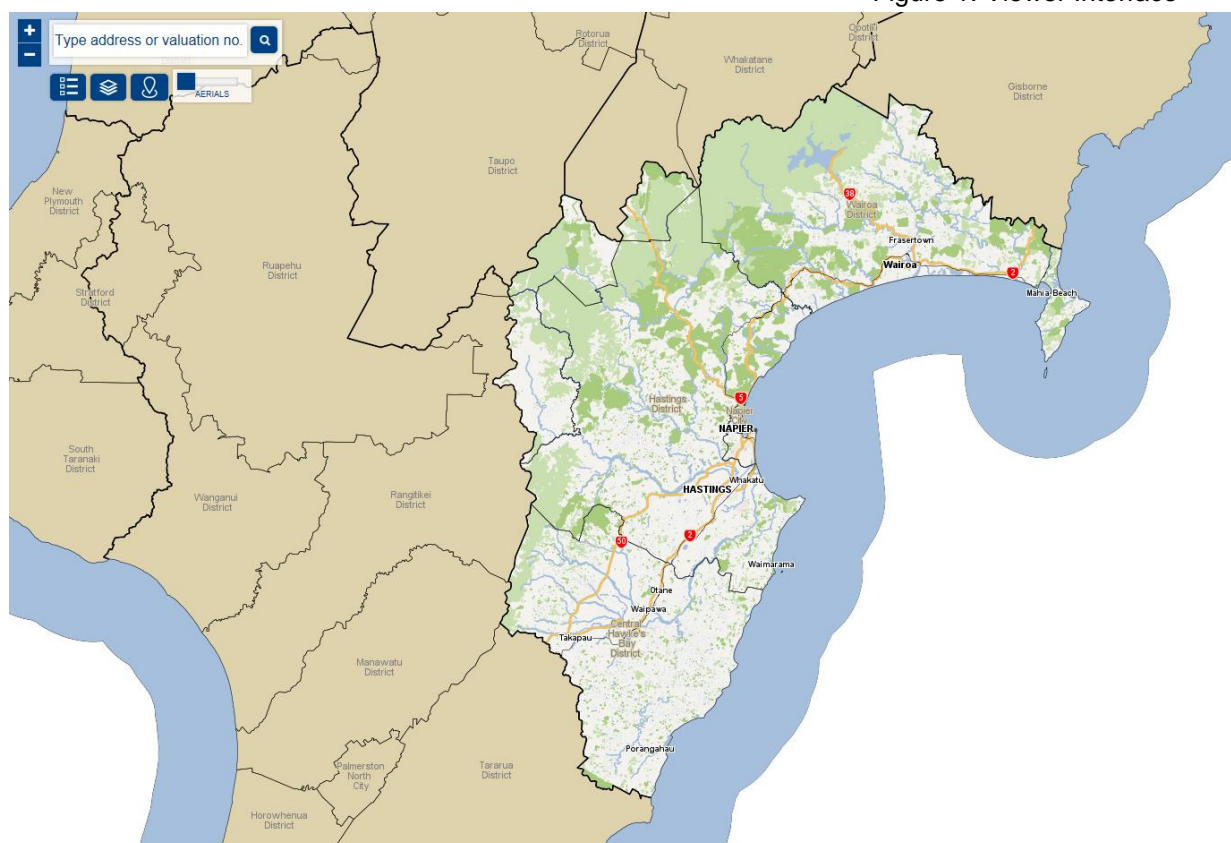 Figure 1: Viewer Interface
+
Type address or valuation no.
-
AERIALS
Rotorua
District
Opotiki
District
Whakatane
District
Gisborne
District
Taupo
District
New
Plymouth
District
38
Wairoa
District
Frasertown
Wairoa
2
Ruapehu
District
Stratford
District
Mahia Beach
Hastings
District
5
Napier
City
NAPIER
South
Taranaki
District
Whakatu
HASTINGS
Wanganui
District
Rangitikei
District
2
50
Waimarama
Otane
Waipawa
Central
Hawke's
Bay
District
Takapau
Manawatu
District
Porangahau
Palmerston
North
City
Tararua
District
Horowhenua
District